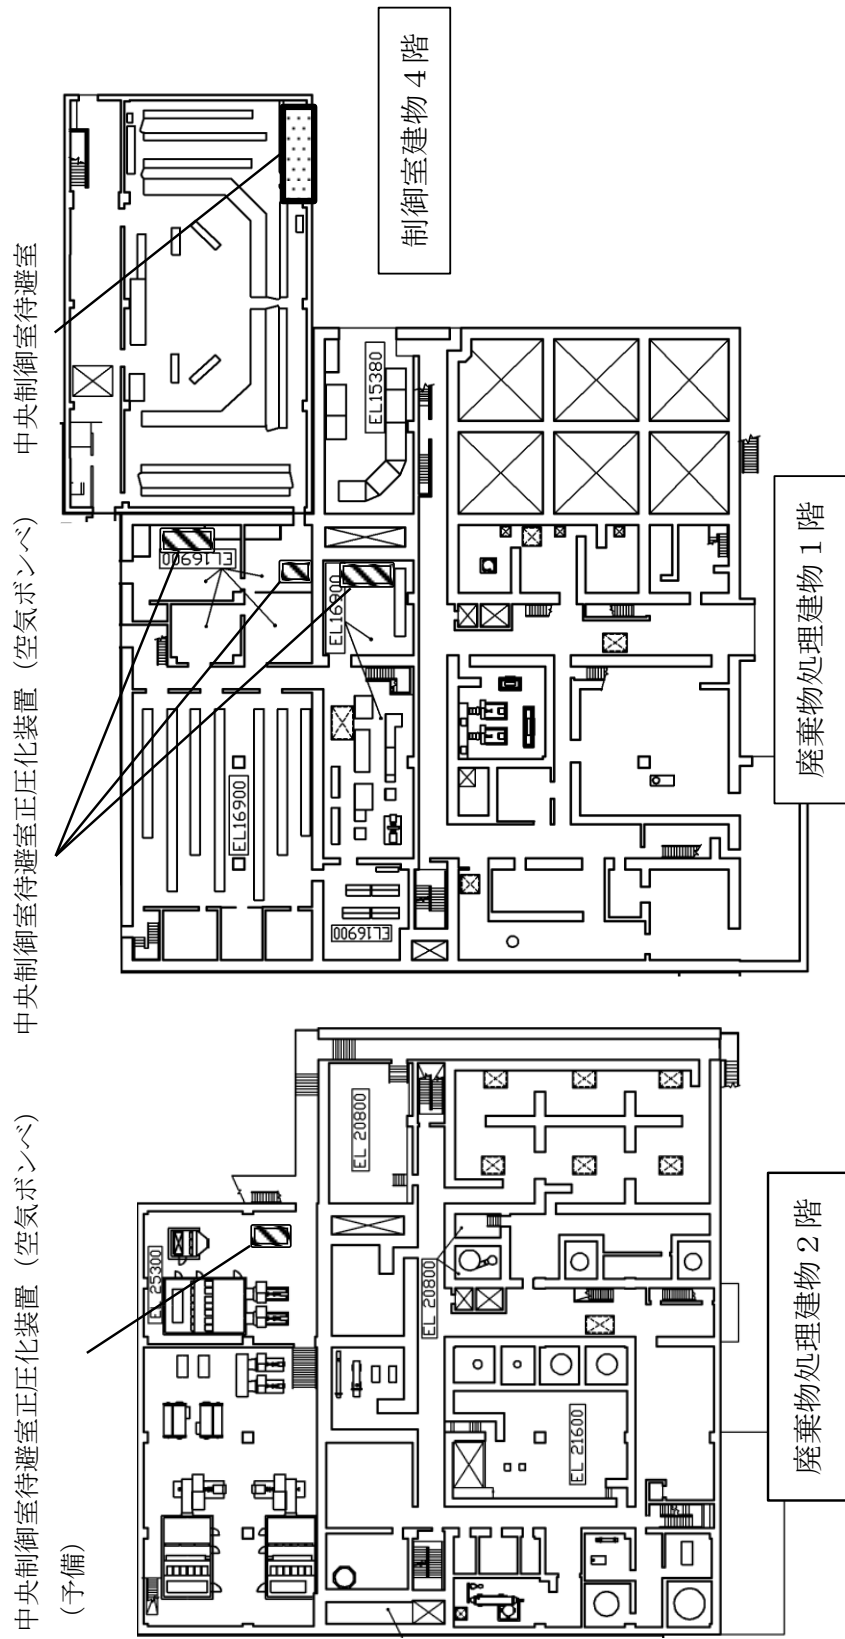 中央制御室待避室正圧化装置（空気ボンベ）
（予備）
中央制御室待避室正圧化装置（空気ボンベ）
中央制御室待避室
EL 25300
EL 20800
EL 20800
EL 21600
廃棄物処理建物2階
EL16900
EL16900
EL16900
EL16900
EL15380
廃棄物処理建物1階
制御室建物4階